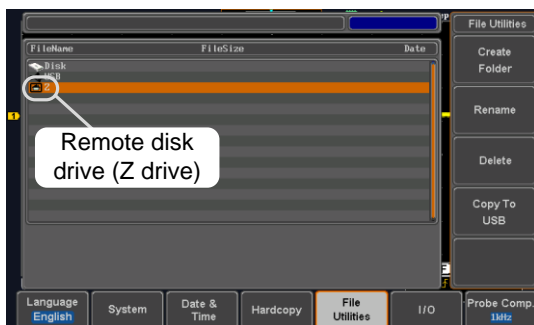 File Utilities
FileName FileSize Date
Disk
USB
Z
Create
Folder
Rename
Delete
Copy To
USB
1
Remote disk
drive (Z drive)
Language
English
System
Date &
Time
Hardcopy
File
Utilities
I/O
Probe Comp.
1kHz